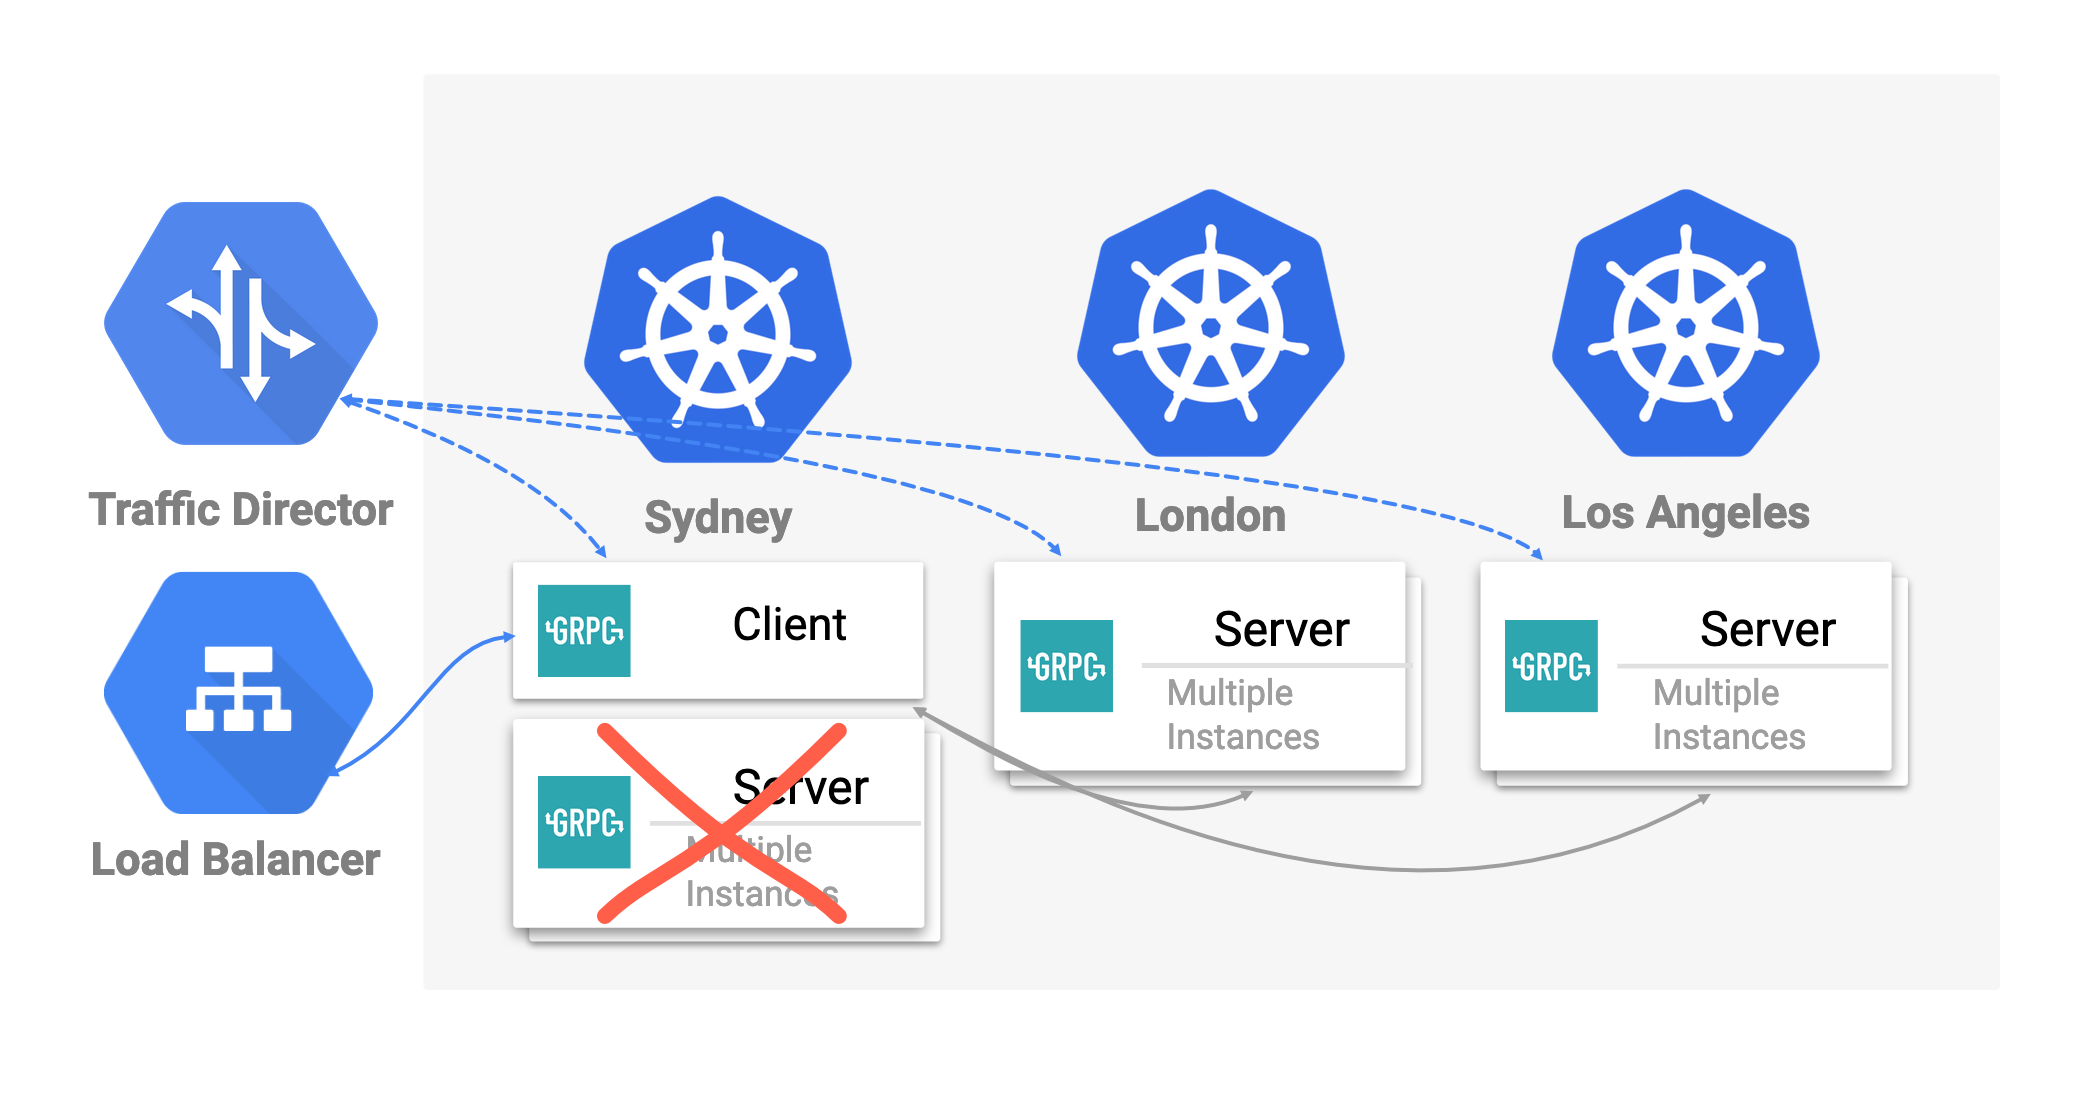 Traffic Director
Load Balancer
Sydney
GRPC
Client
GRPC
Server
Multiple
Instances
London
GRPC
Server
Multiple
Instances
Los Angeles
GRPC
Server
Multiple
Instances